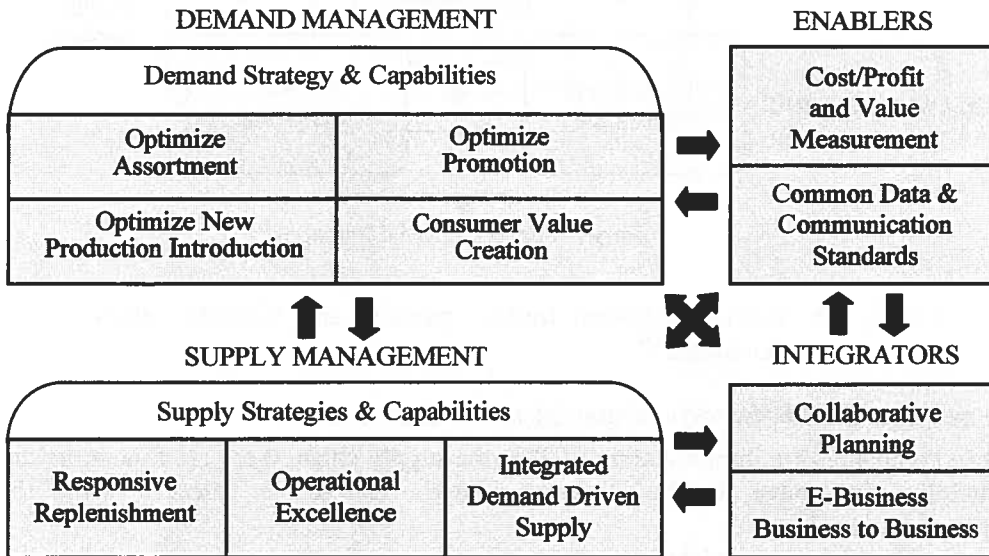 DEMAND MANAGEMENT
Demand Strategy & Capabilities
Optimize
Assortment
Optimize
Promotion
Optimize New
Production Introduction
Consumer Value
Creation
ENABLERS
Cost/Profit
and Value
Measurement
Common Data &
Communication
Standards
SUPPLY MANAGEMENT
Supply Strategies & Capabilities
Responsive
Replenishment
Operational
Excellence
Integrated
Demand Driven
Supply
INTEGRATORS
Collaborative
Planning
E-Business
Business to Business